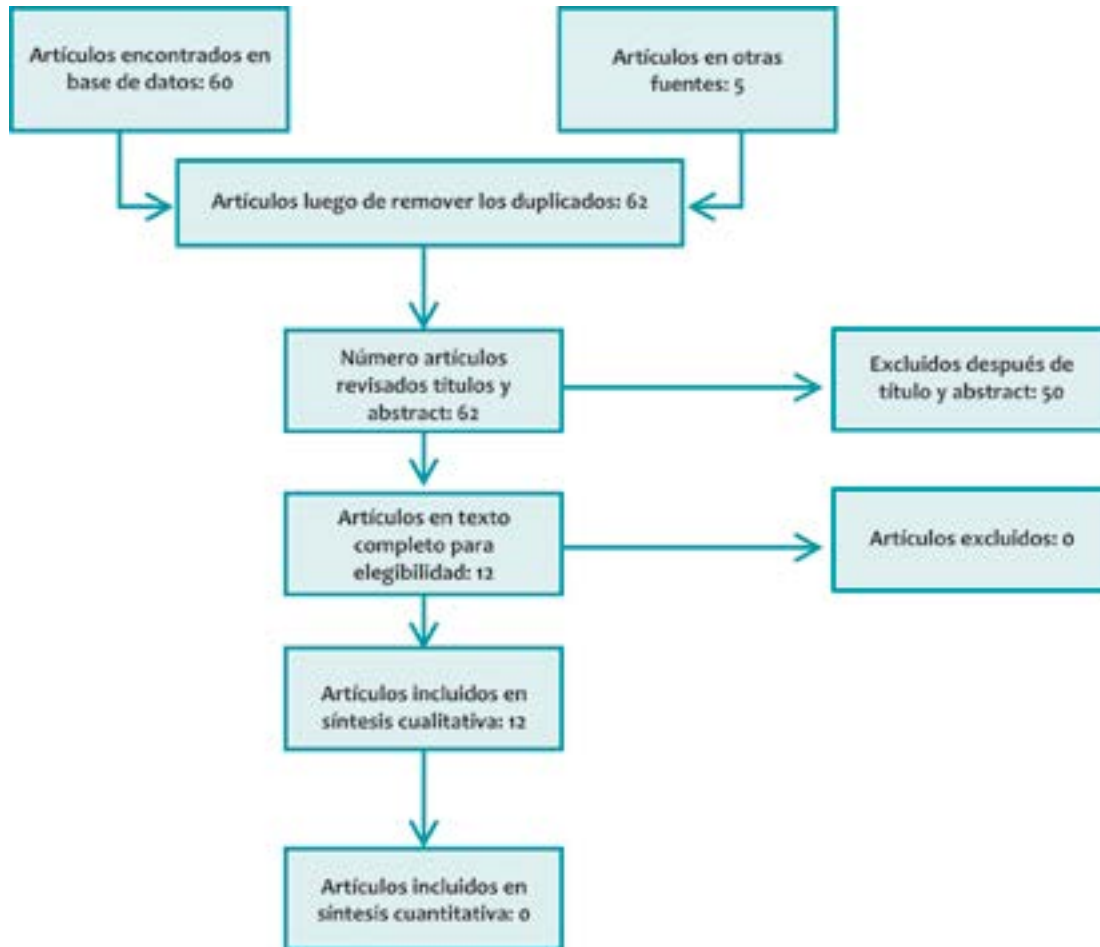 Artículos encontrados en
base de datos: 60
Artículos en otras
fuentes: 5
Artículos luego de remover los duplicados: 62
Número artículos
revisados títulos y
abstract: 62
Excluidos después de
título y abstract: 50
Artículos en texto
completo para
elegibilidad: 12
Artículos excluidos: 0
Artículos incluidos en
síntesis cualitativa: 12
Artículos incluidos en
síntesis cuantitativa: 0